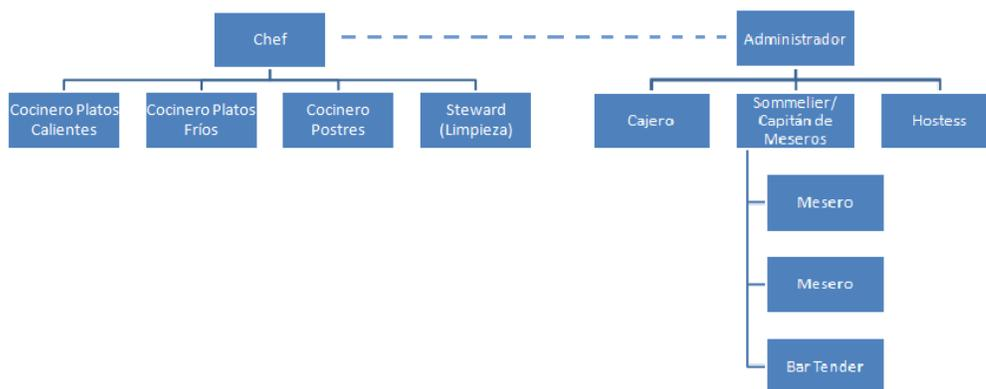 Chef
Administrador
Cocinero Platos
Calientes
Cocinero Platos
Fríos
Cocinero
Postres
Steward
(Limpieza)
Cajero
Sommelier/
Capitán de
Meseros
Hostess
Mesero
Mesero
Bar Tender